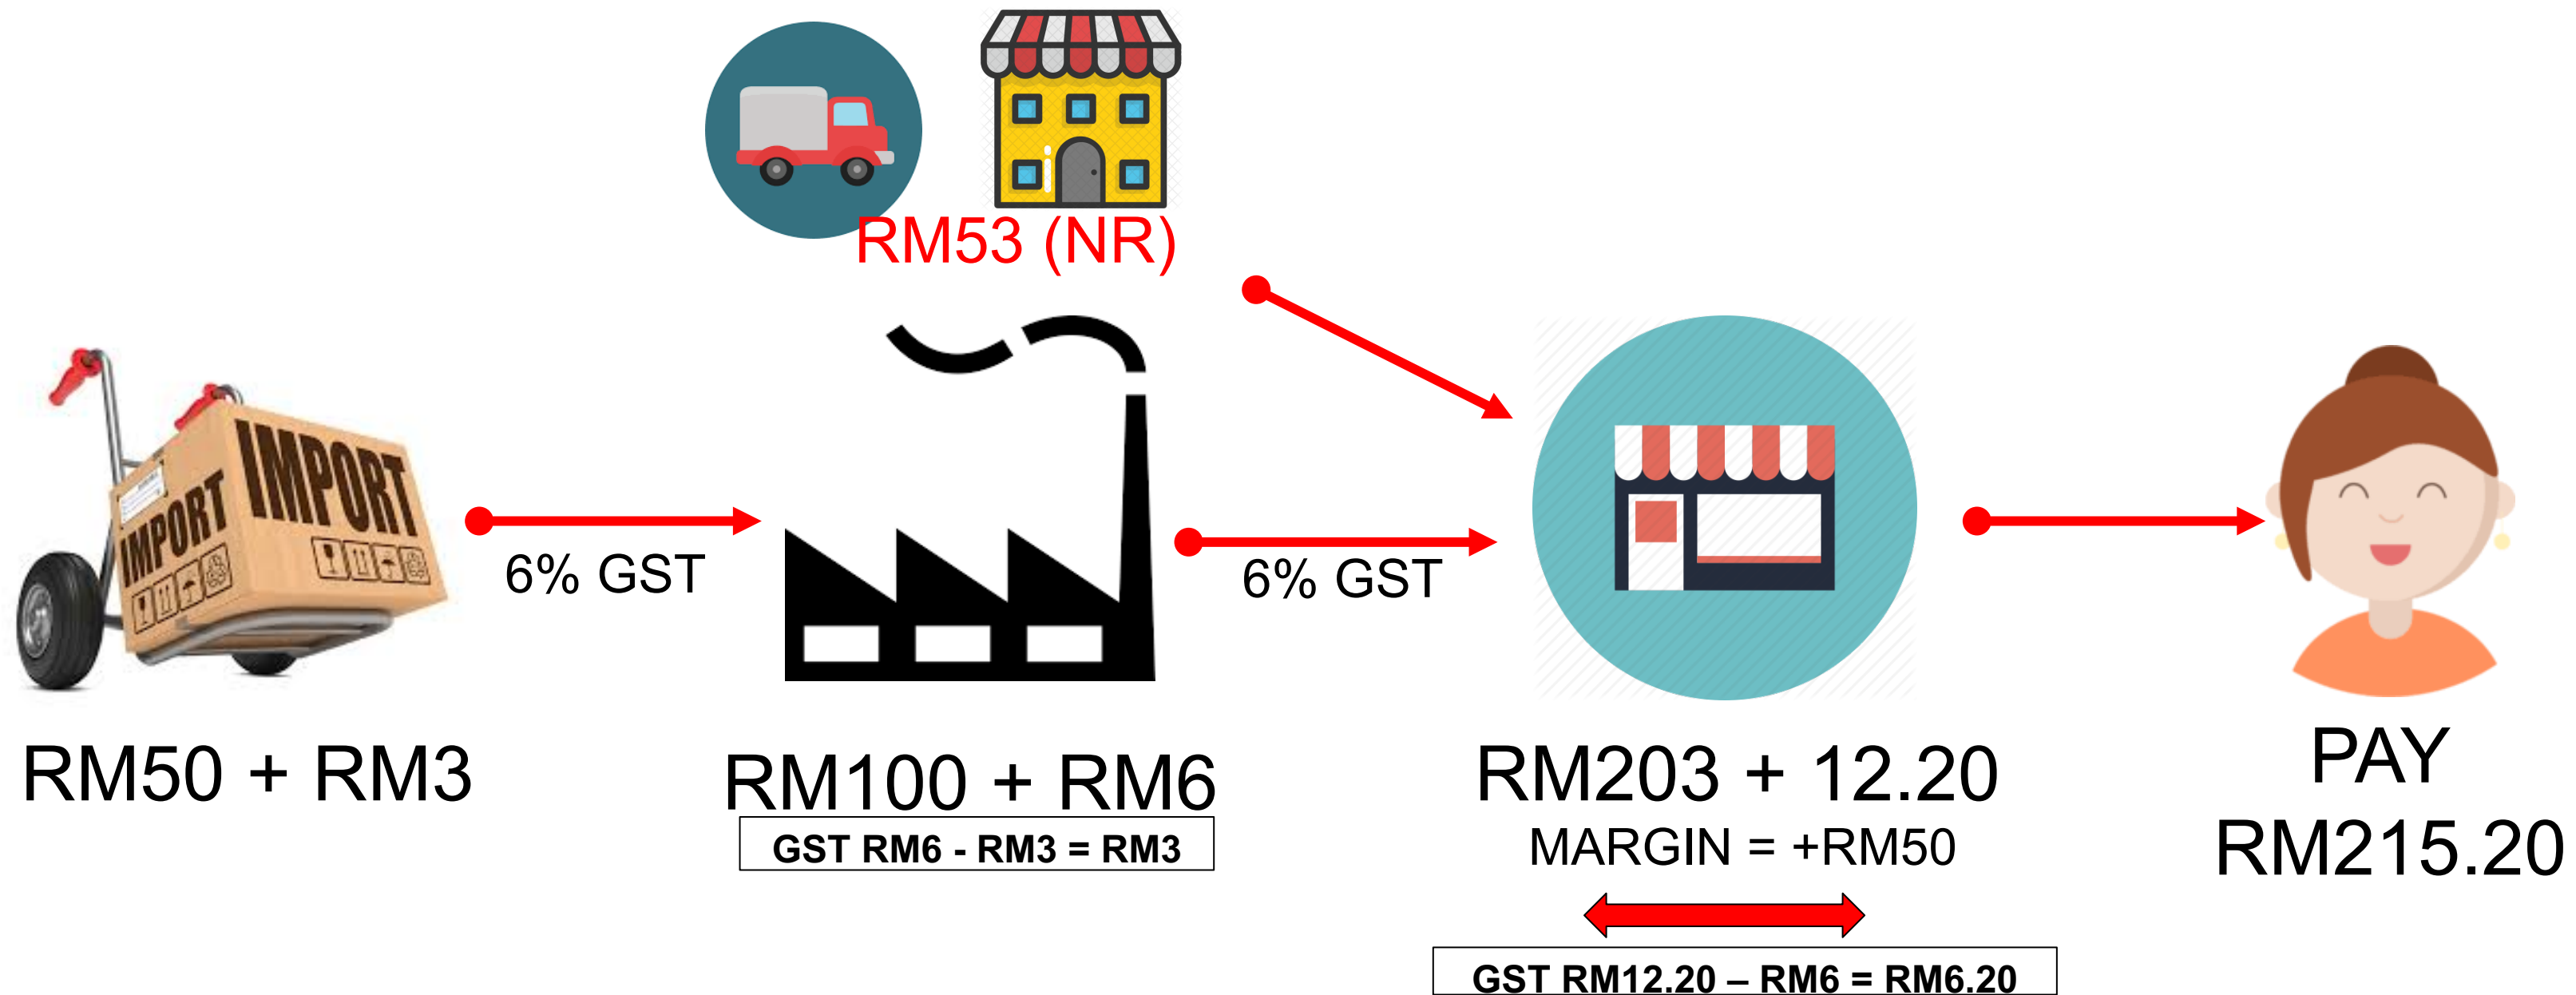 RM53 (NR)
IMPORT
IMPORT
6% GST
6% GST
RM50 + RM3
RM100 + RM6
GST RM6 - RM3 = RM3
RM203 + 12.20
MARGIN = +RM50
GST RM12.20 – RM6 = RM6.20
PAY
RM215.20